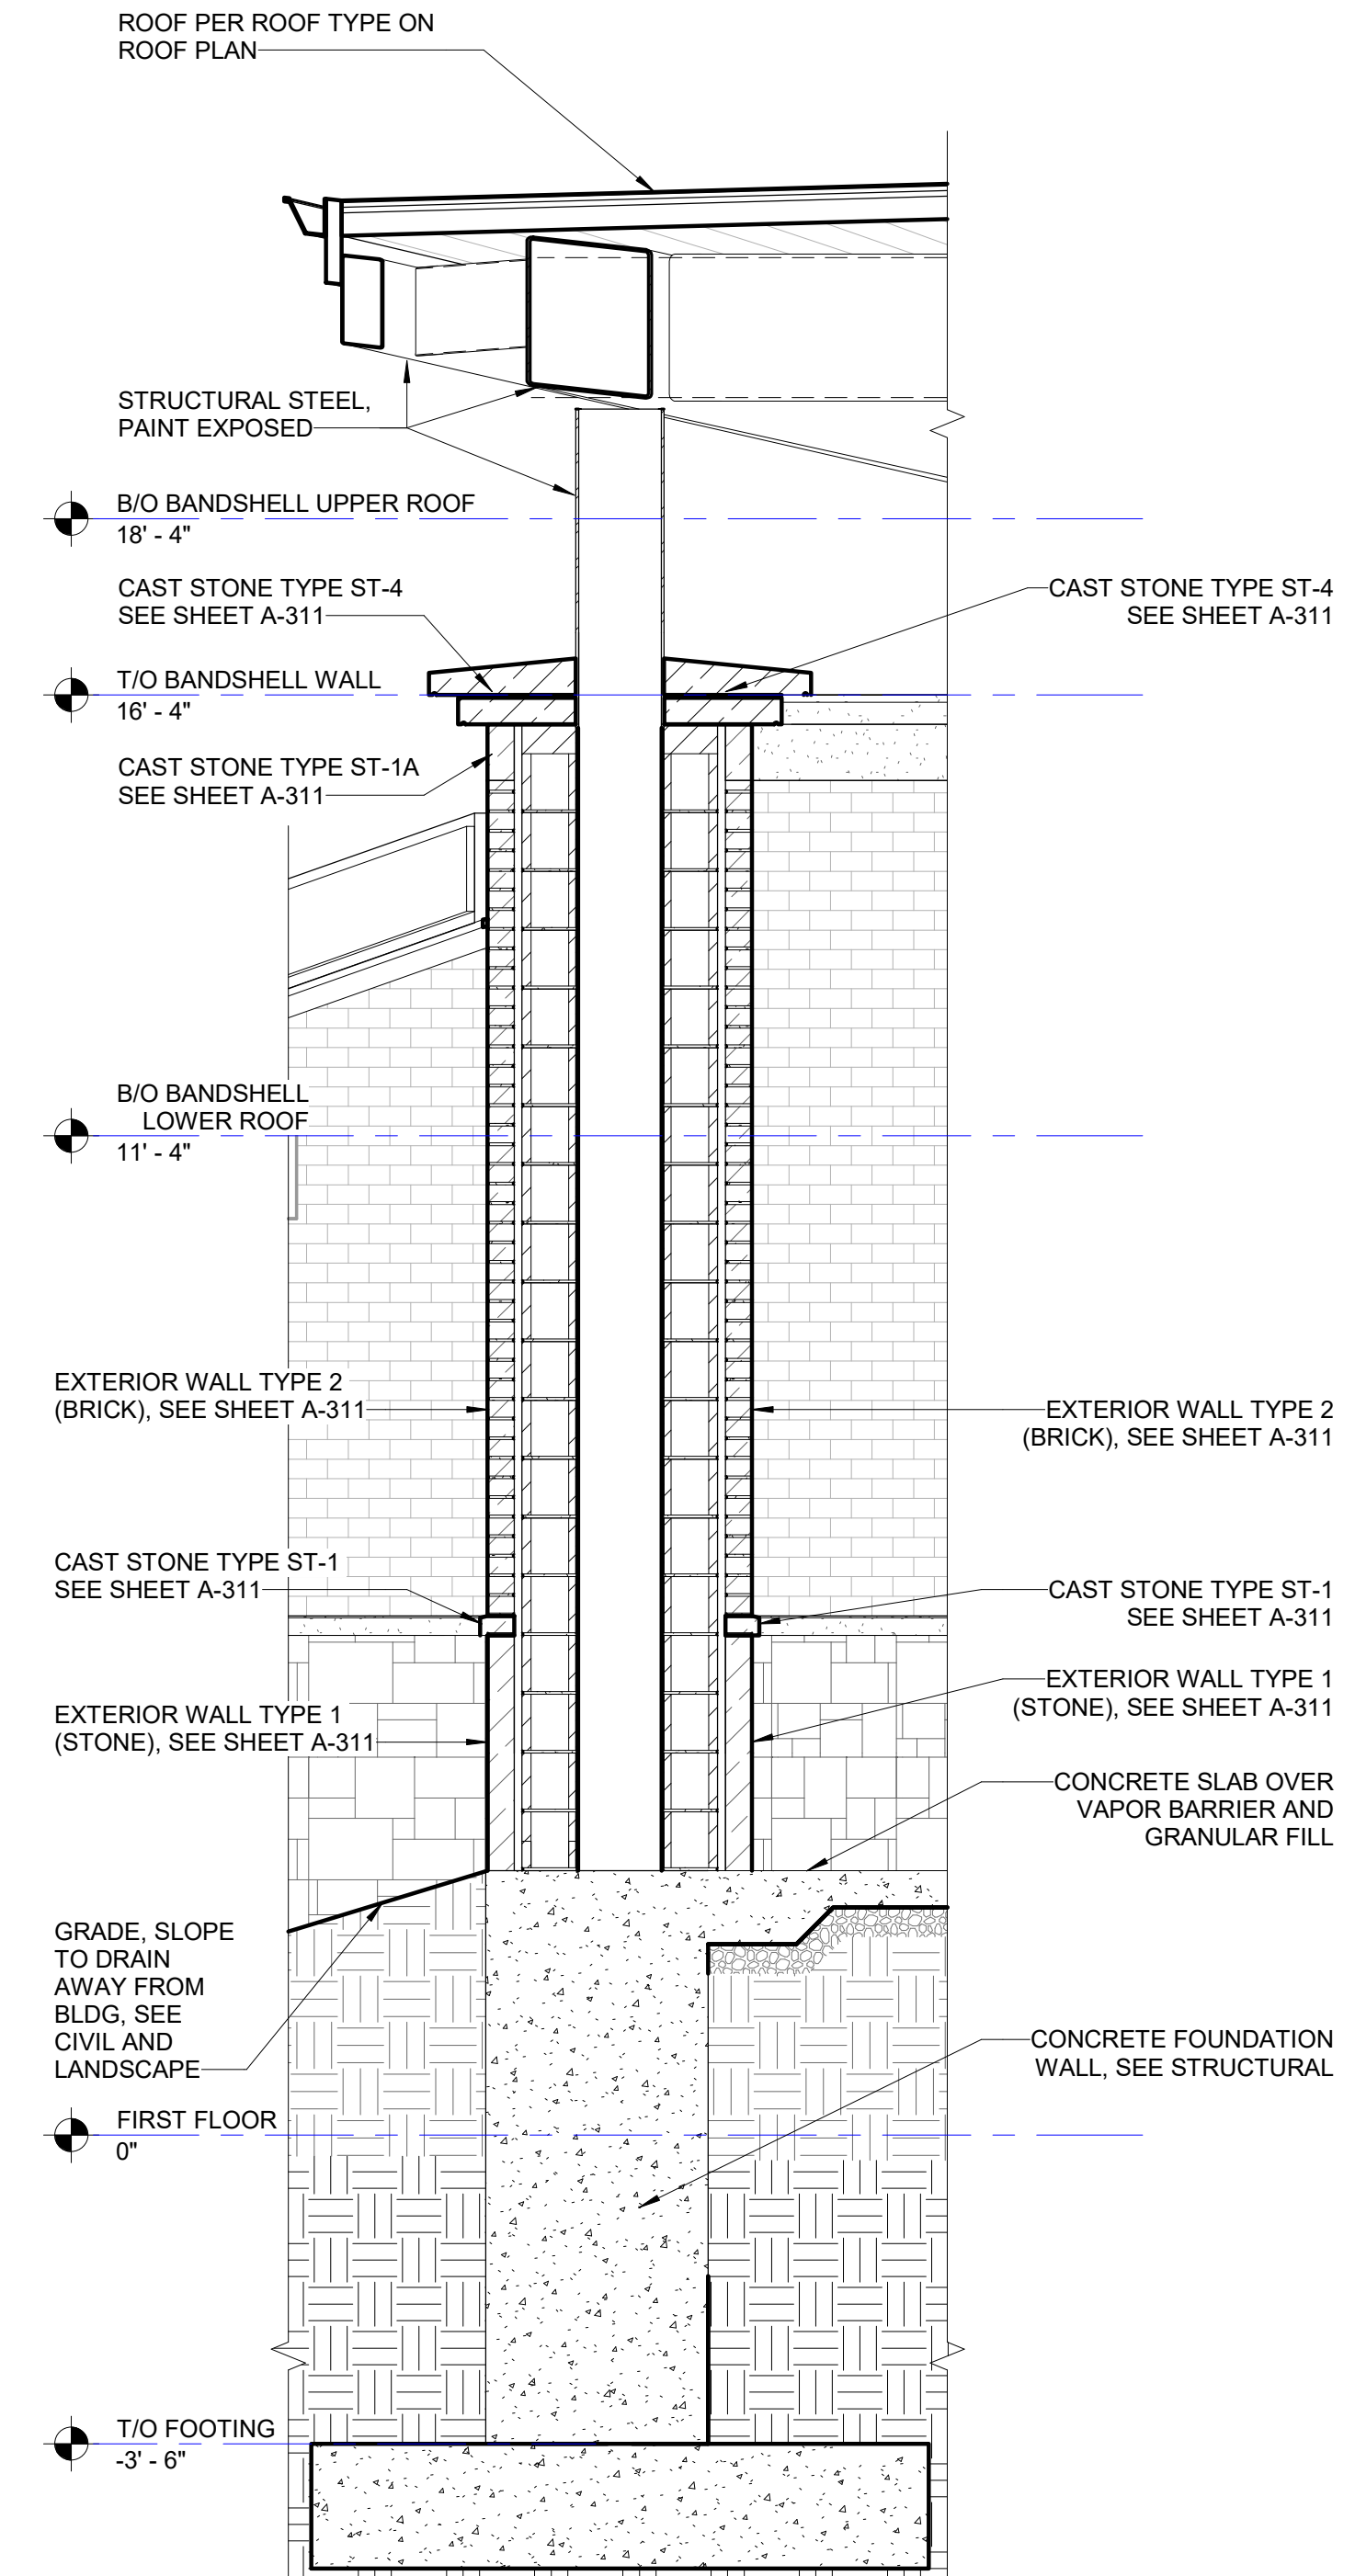 ROOF PER ROOF TYPE ON
ROOF PLAN
STRUCTURAL STEEL,
PAINT EXPOSED
B/O BANDSHELL UPPER ROOF
18' - 4"
CAST STONE TYPE ST-4
SEE SHEET A-311
CAST STONE TYPE ST-4
SEE SHEET A-311
T/O BANDSHELL WALL
16' - 4"
CAST STONE TYPE ST-1A
SEE SHEET A-311
B/O BANDSHELL
LOWER ROOF
11' - 4"
EXTERIOR WALL TYPE 2
(BRICK), SEE SHEET A-311
EXTERIOR WALL TYPE 2
(BRICK), SEE SHEET A-311
CAST STONE TYPE ST-1
SEE SHEET A-311
CAST STONE TYPE ST-1
SEE SHEET A-311
EXTERIOR WALL TYPE 1
(STONE), SEE SHEET A-311
EXTERIOR WALL TYPE 1
(STONE), SEE SHEET A-311
CONCRETE SLAB OVER
VAPOR BARRIER AND
GRANULAR FILL
GRADE, SLOPE
TO DRAIN
AWAY FROM
BLDG, SEE
CIVIL AND
LANDSCAPE
CONCRETE FOUNDATION
WALL, SEE STRUCTURAL
FIRST FLOOR
0"
T/O FOOTING
-3' - 6"